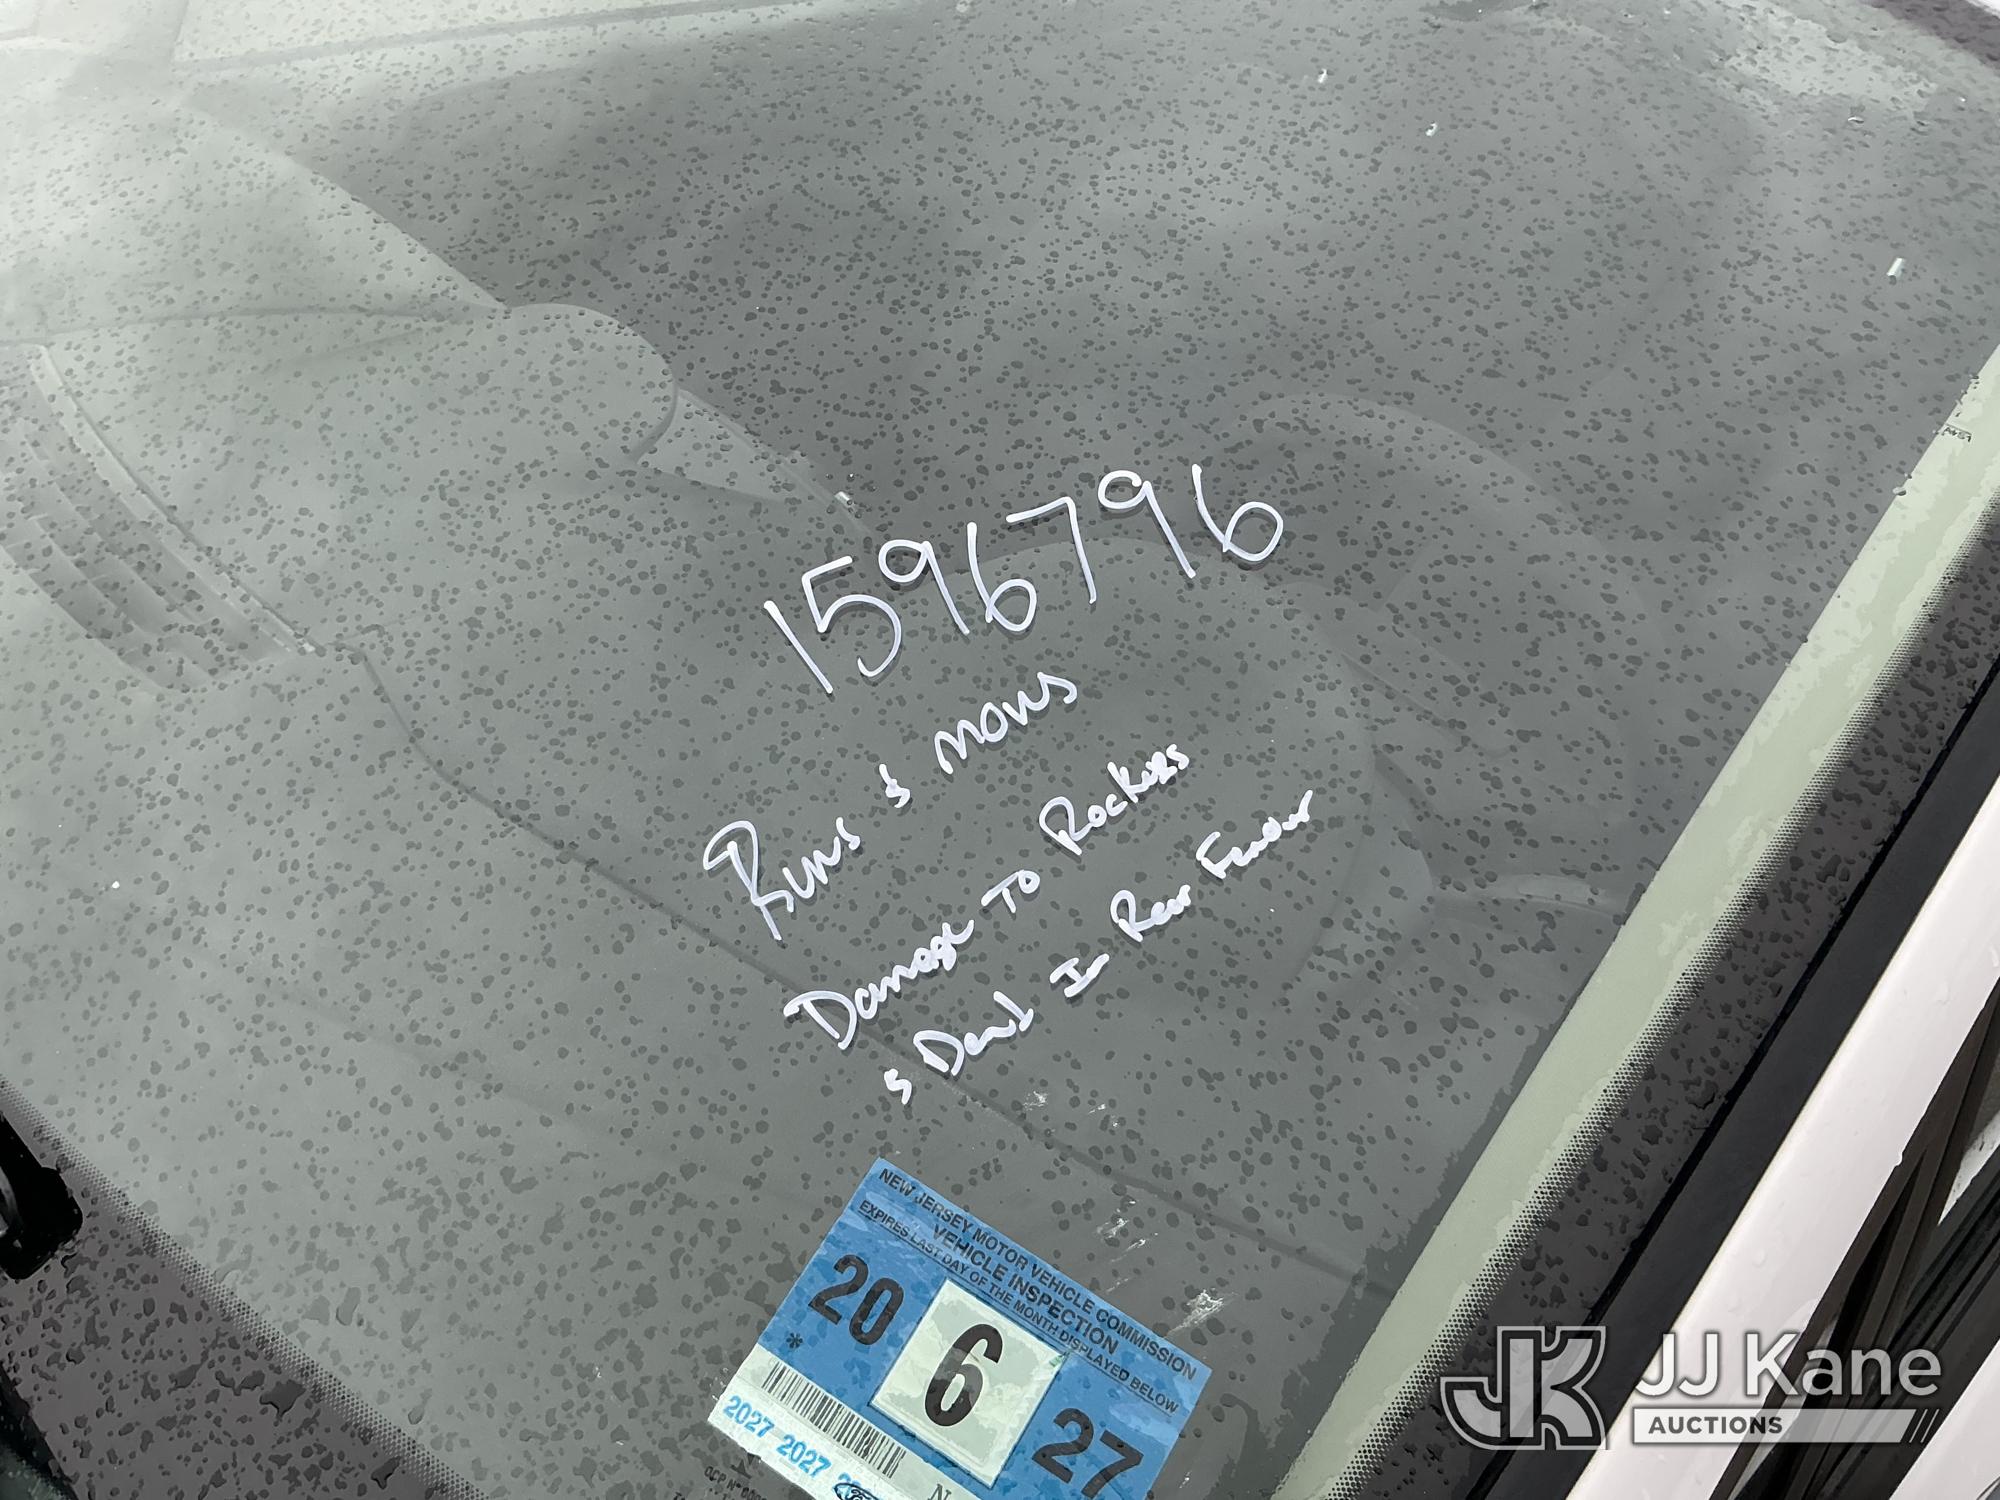 1596796
Runs & Moves
Damage To Rockers
& Dent In Rear Fender
NEW JERSEY MOTOR VEHICLE COMMISSION
VEHICLE INSPECTION
EXPIRES LAST DAY OF THE MONTH DISPLAYED BELOW
20 6 27
*
2027 2027
Ford
JJ Kane
AUCTIONS